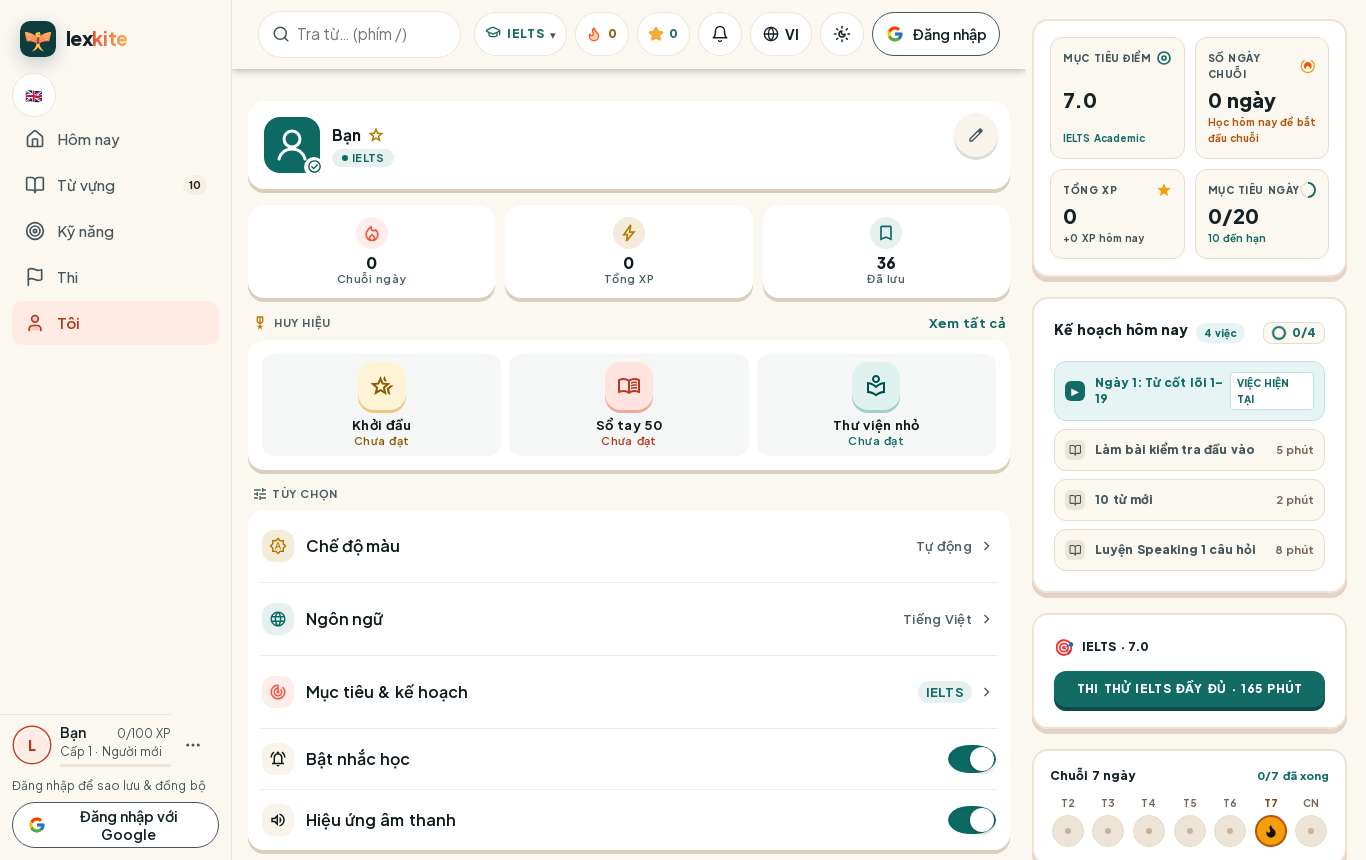 lexkite
Hôm nay
Từ vựng 10
Kỹ năng
Thi
Tôi
Bạn 0/100 XP
Cấp 1 · Người mới
L
Đăng nhập để sao lưu & đồng bộ
Đăng nhập với
Google
Từ từ... (phím /)
IELTS ▾
0
0
VI
Đăng nhập
Bạn
IELTS
0
Chuỗi ngày
0
Tổng XP
36
Đã lưu
HUY HIỆU
Xem tất cả
Khởi đầu
Chưa đạt
Sổ tay 50
Chưa đạt
Thư viện nhỏ
Chưa đạt
TÙY CHỌN
Chế độ màu
Tự động
Ngôn ngữ
Tiếng Việt
Mục tiêu & kế hoạch
IELTS
Bật nhắc học
Hiệu ứng âm thanh
MỤC TIÊU ĐIỂM
7.0
IELTS Academic
SỐ NGÀY
CHUỖI
0 ngày
Học hôm nay để bắt
đầu chuỗi
TỔNG XP
0
+0 XP hôm nay
MỤC TIÊU NGÀY
0/20
10 đến hạn
Kế hoạch hôm nay
4 việc
0/4
Ngày 1: Từ cốt lõi 1–
19
VIỆC HIỆN
TẠI
Làm bài kiểm tra đầu vào
5 phút
10 từ mới
2 phút
Luyện Speaking 1 câu hỏi
8 phút
IELTS · 7.0
THI THỬ IELTS ĐẦY ĐỦ · 165 PHÚT
Chuỗi 7 ngày
0/7 đã xong
T2 T3 T4 T5 T6 T7 CN